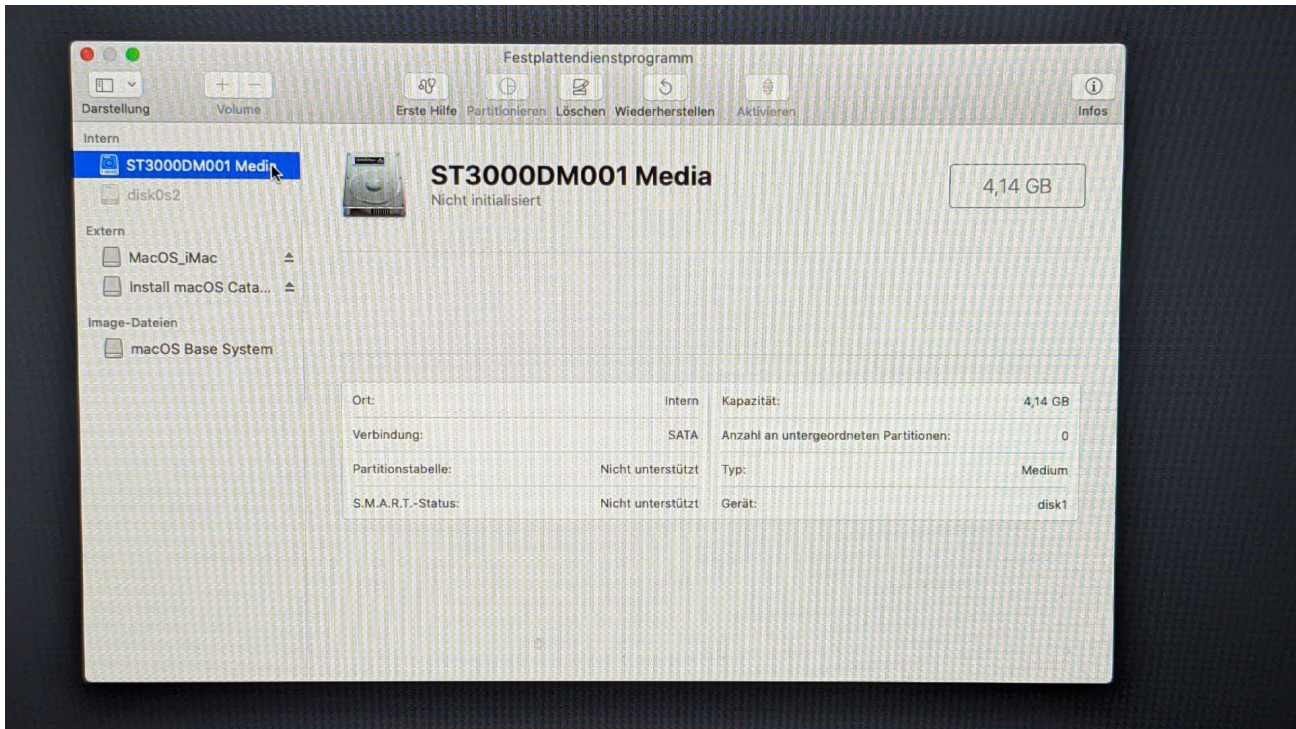 Festplattendienstprogramm
Darstellung
Volume
Erste Hilfe
Partitionieren
Löschen
Wiederherstellen
Aktivieren
Infos
Intern
ST3000DM001 Media
disk0s2
Extern
MacOS_iMac
Install macOS Cata...
Image-Dateien
macOS Base System
ST3000DM001 Media
Nicht initialisiert
4,14 GB
Ort: Intern
Verbindung: SATA
Partitionstabelle: Nicht unterstützt
S.M.A.R.T.-Status: Nicht unterstützt
Kapazität: 4,14 GB
Anzahl an untergeordneten Partitionen: 0
Typ: Medium
Gerät: disk1